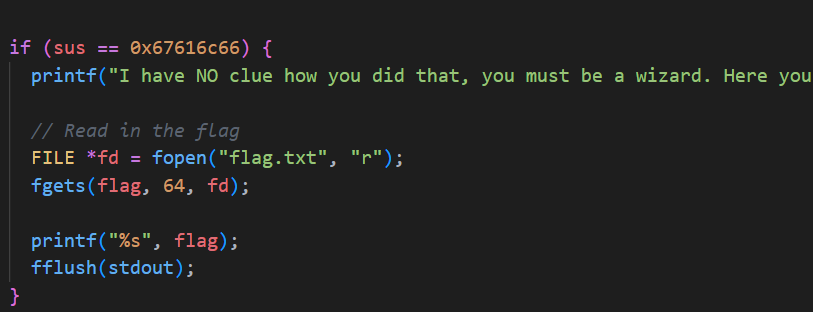 if (sus == 0x67616c66) {
printf("I have NO clue how you did that, you must be a wizard. Here you
// Read in the flag
FILE *fd = fopen("flag.txt", "r");
fgets(flag, 64, fd);
printf("%s", flag);
fflush(stdout);
}